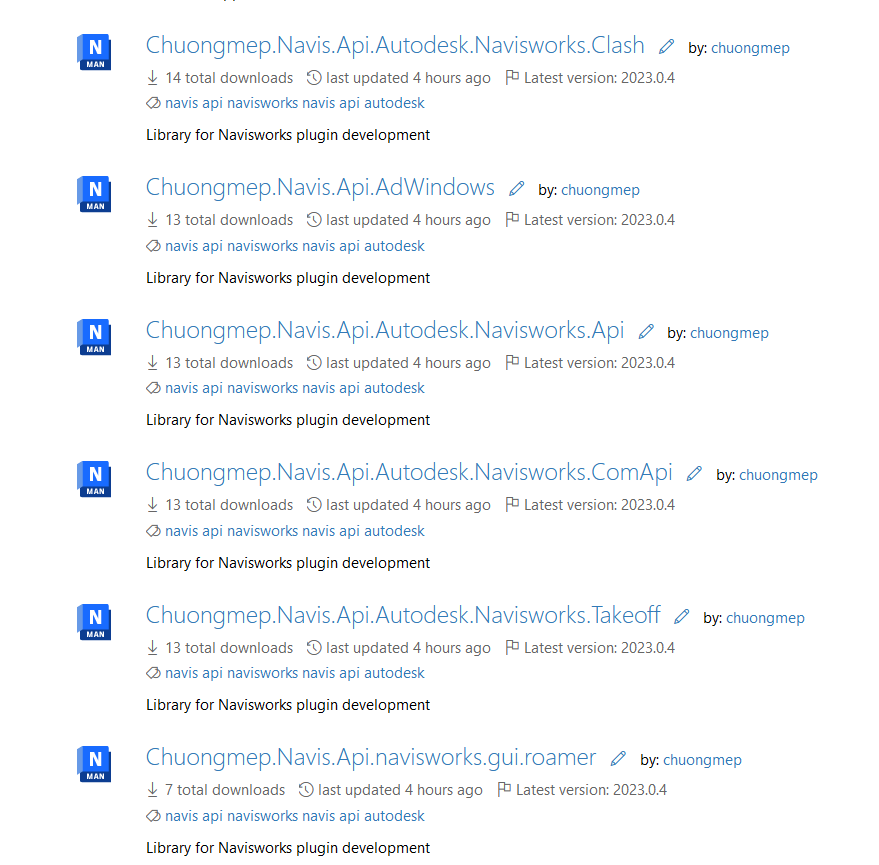 N
MAN
Chuongmep.Navis.Api.Autodesk.Navisworks.Clash by: chuongmep
14 total downloads last updated 4 hours ago Latest version: 2023.0.4
navis api navisworks navis api autodesk
Library for Navisworks plugin development
N
MAN
Chuongmep.Navis.Api.AdWindows by: chuongmep
13 total downloads last updated 4 hours ago Latest version: 2023.0.4
navis api navisworks navis api autodesk
Library for Navisworks plugin development
N
MAN
Chuongmep.Navis.Api.Autodesk.Navisworks.Api by: chuongmep
13 total downloads last updated 4 hours ago Latest version: 2023.0.4
navis api navisworks navis api autodesk
Library for Navisworks plugin development
N
MAN
Chuongmep.Navis.Api.Autodesk.Navisworks.ComApi by: chuongmep
13 total downloads last updated 4 hours ago Latest version: 2023.0.4
navis api navisworks navis api autodesk
Library for Navisworks plugin development
N
MAN
Chuongmep.Navis.Api.Autodesk.Navisworks.Takeoff by: chuongmep
13 total downloads last updated 4 hours ago Latest version: 2023.0.4
navis api navisworks navis api autodesk
Library for Navisworks plugin development
N
MAN
Chuongmep.Navis.Api.navisworks.gui.roamer by: chuongmep
7 total downloads last updated 4 hours ago Latest version: 2023.0.4
navis api navisworks navis api autodesk
Library for Navisworks plugin development